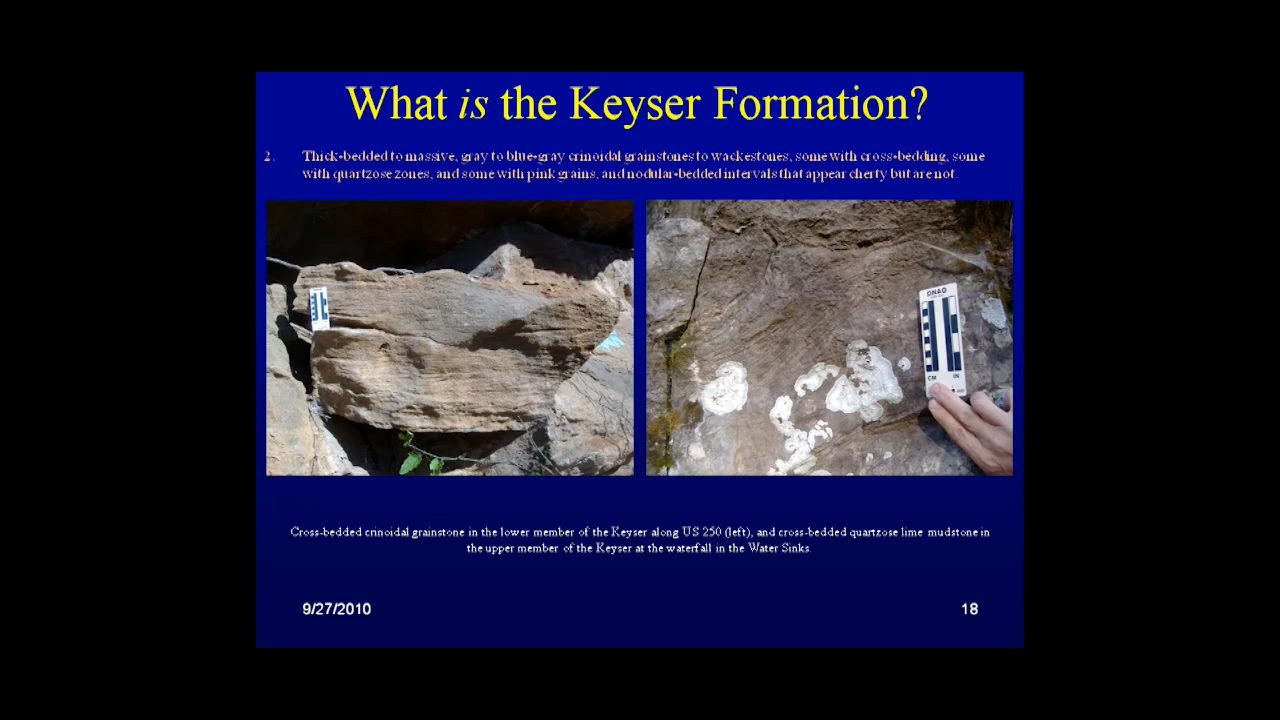 What is the Keyser Formation?
2. Thick-bedded to massive, gray to blue-gray crinoidal grainstones to wackestones, some with cross-bedding, some
with quartzose zones, and some with pink grains, and nodular-bedded intervals that appear cherty but are not.
DNAG
CM IN
Cross-bedded crinoidal grainstone in the lower member of the Keyser along US 250 (left), and cross-bedded quartzose lime mudstone in
the upper member of the Keyser at the waterfall in the Water Sinks.
9/27/2010 18